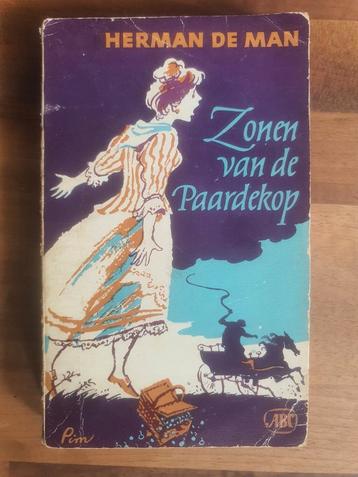 HERMAN DE MAN
Zonen
van de
Paardekop
ABC
Pim